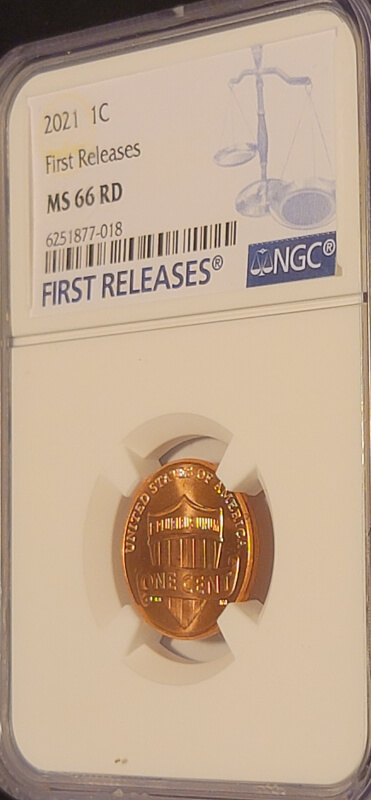 2021 1C
First Releases
MS 66 RD
6251877-018
FIRST RELEASES®
NGC®
UNITED STATES OF AMERICA
E PLURIBUS UNUM
ONE CENT